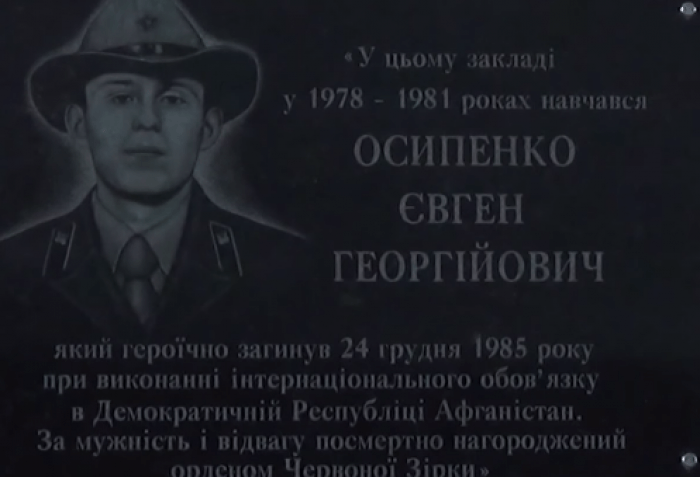 «У цьому закладі
у 1978 - 1981 роках навчався
ОСИПЕНКО
ЄВГЕН
ГЕОРГІЙОВИЧ
який героїчно загинув 24 грудня 1985 року
при виконанні інтернаціонального обов'язку
в Демократичній Республіці Афганістан.
За мужність і відвагу посмертно нагороджений
орденом Червоної Зірки»